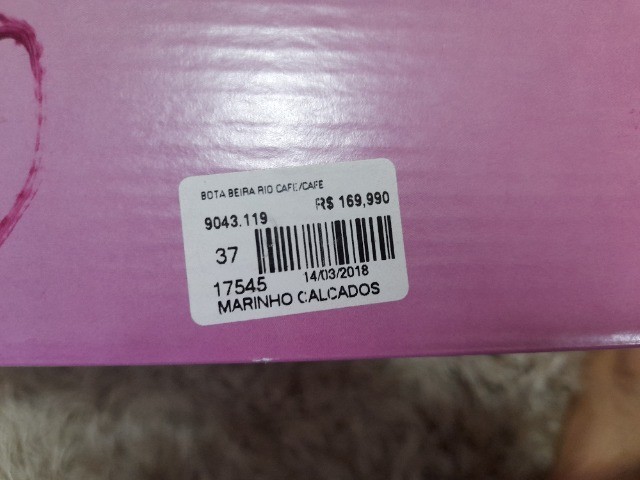 BOTA BEIRA RIO CAFE/CAFE
R$ 169,990
9043.119
37
14/03/2018
17545
MARINHO CALCADOS